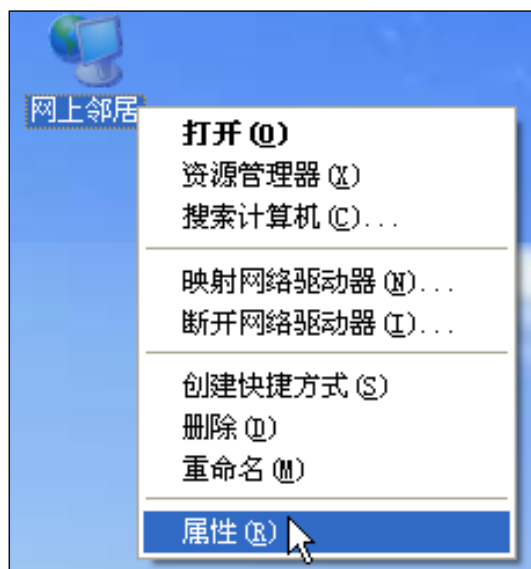 网上邻居
打开(O)
资源管理器(X)
搜索计算机(C)...
映射网络驱动器(N)...
断开网络驱动器(I)...
创建快捷方式(S)
删除(D)
重命名(M)
属性(R)